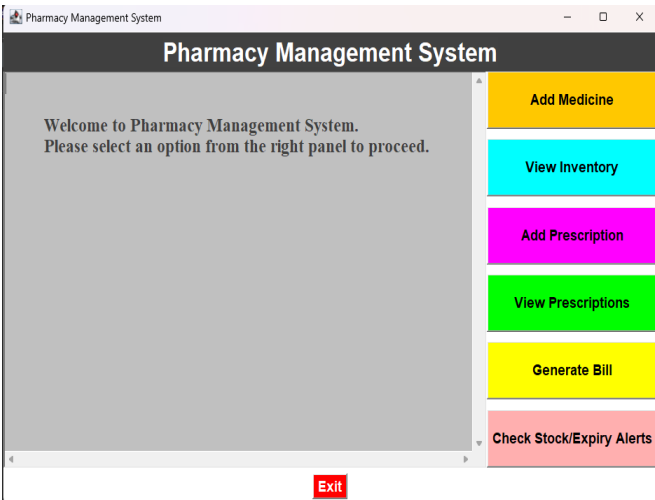 Pharmacy Management System
Pharmacy Management System
Welcome to Pharmacy Management System.
Please select an option from the right panel to proceed.
Add Medicine
View Inventory
Add Prescription
View Prescriptions
Generate Bill
Check Stock/Expiry Alerts
Exit